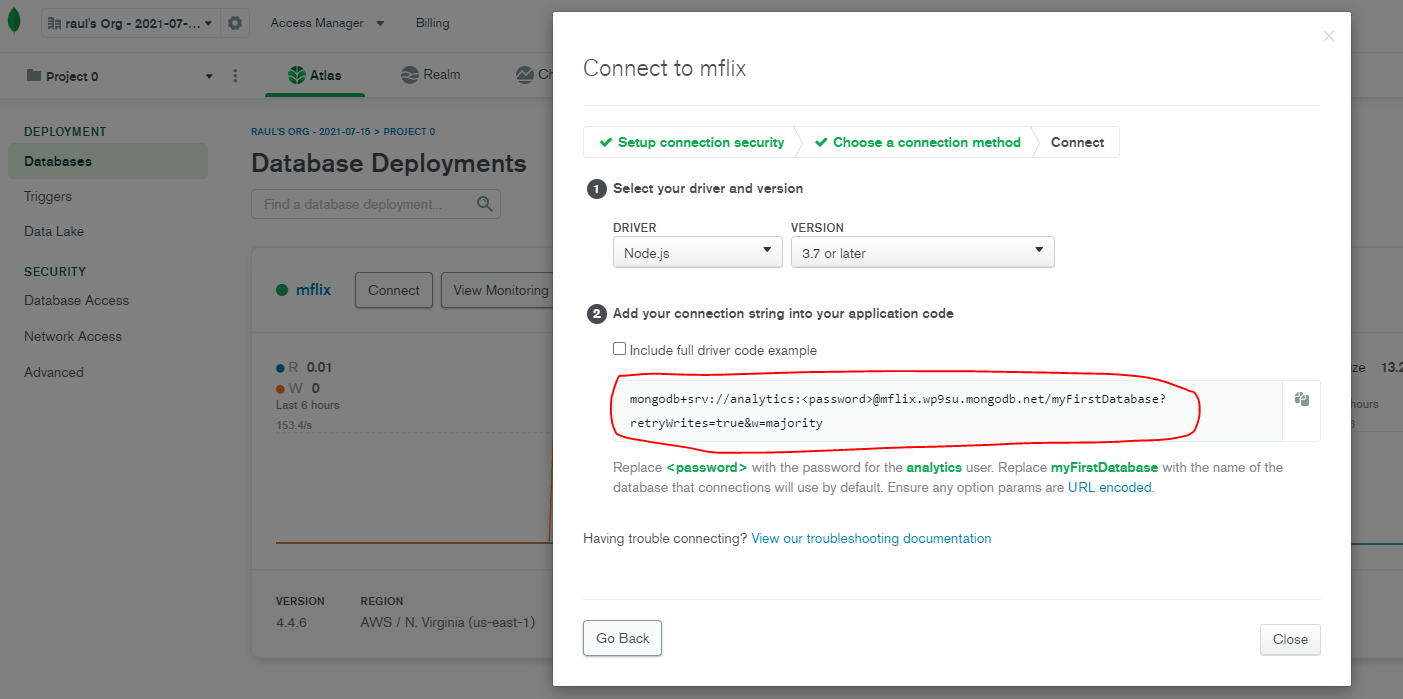 raul's Org - 2021-07-...
Access Manager
Billing
Project 0
Atlas
Realm
Ch
DEPLOYMENT
Databases
Triggers
Data Lake
SECURITY
Database Access
Network Access
Advanced
RAUL'S ORG - 2021-07-15 > PROJECT 0
Database Deployments
Find a database deployment...
mflix
Connect
View Monitoring
R 0.01
W 0
Last 6 hours
153.4/s
VERSION
4.4.6
REGION
AWS / N. Virginia (us-east-1)
Connect to mflix
Setup connection security
Choose a connection method
Connect
1 Select your driver and version
DRIVER
Node.js
VERSION
3.7 or later
2 Add your connection string into your application code
Include full driver code example
mongodb+srv://analytics:<password>@mflix.wp9su.mongodb.net/myFirstDatabase?
retryWrites=true&w=majority
Replace <password> with the password for the analytics user. Replace myFirstDatabase with the name of the
database that connections will use by default. Ensure any option params are URL encoded.
Having trouble connecting? View our troubleshooting documentation
Go Back
Close
ze 13.2
hours